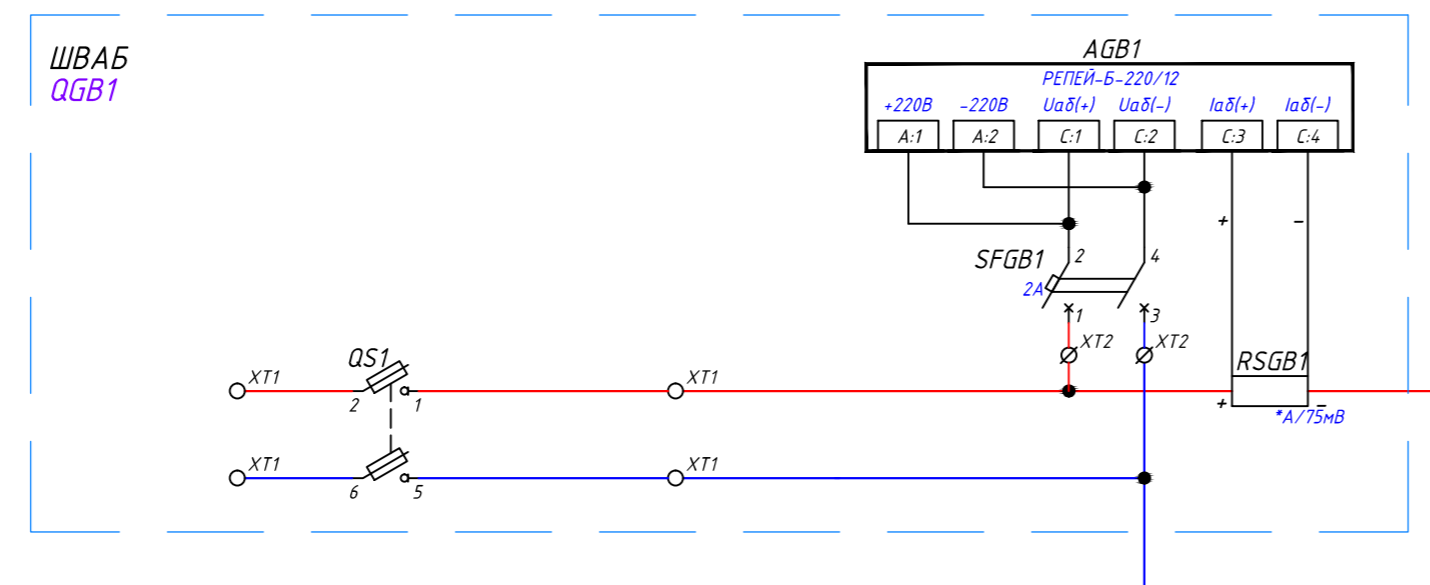 ШВАБ
QGB1
AGB1
РЕПЕЙ-Б-220/12
+220В
-220В
Uаб(+)
Uаб(-)
Iаб(+)
Iаб(-)
A:1
A:2
C:1
C:2
C:3
C:4
+
-
SFGB1
2
4
2А
1
3
XT2
XT2
RSGB1
QS1
XT1
XT1
2
1
+
-
*А/75мВ
XT1
XT1
6
5